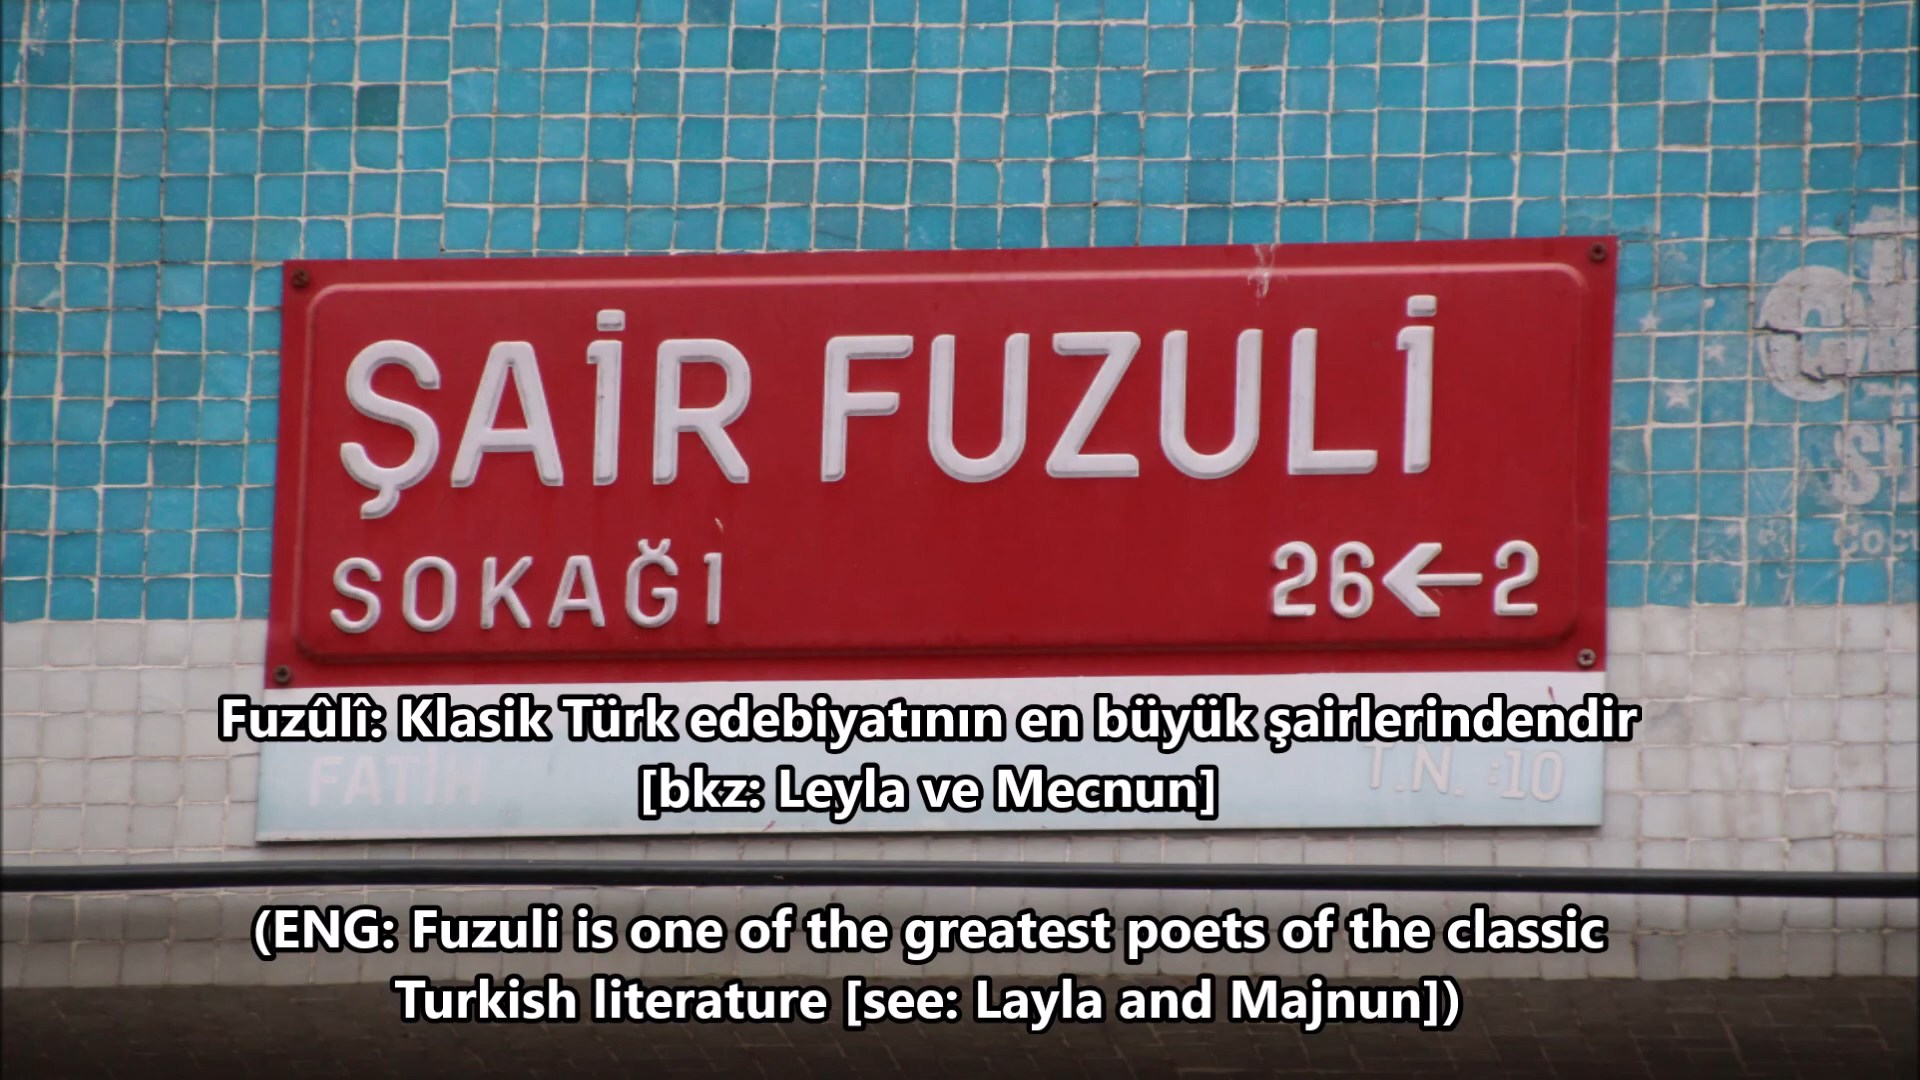 ŞAİR FUZULİ
SOKAĞI 26←2
Fuzûlî: Klasik Türk edebiyatının en büyük şairlerindendir
[bkz: Leyla ve Mecnun]
FATİH T.N. :10
(ENG: Fuzuli is one of the greatest poets of the classic
Turkish literature [see: Layla and Majnun])